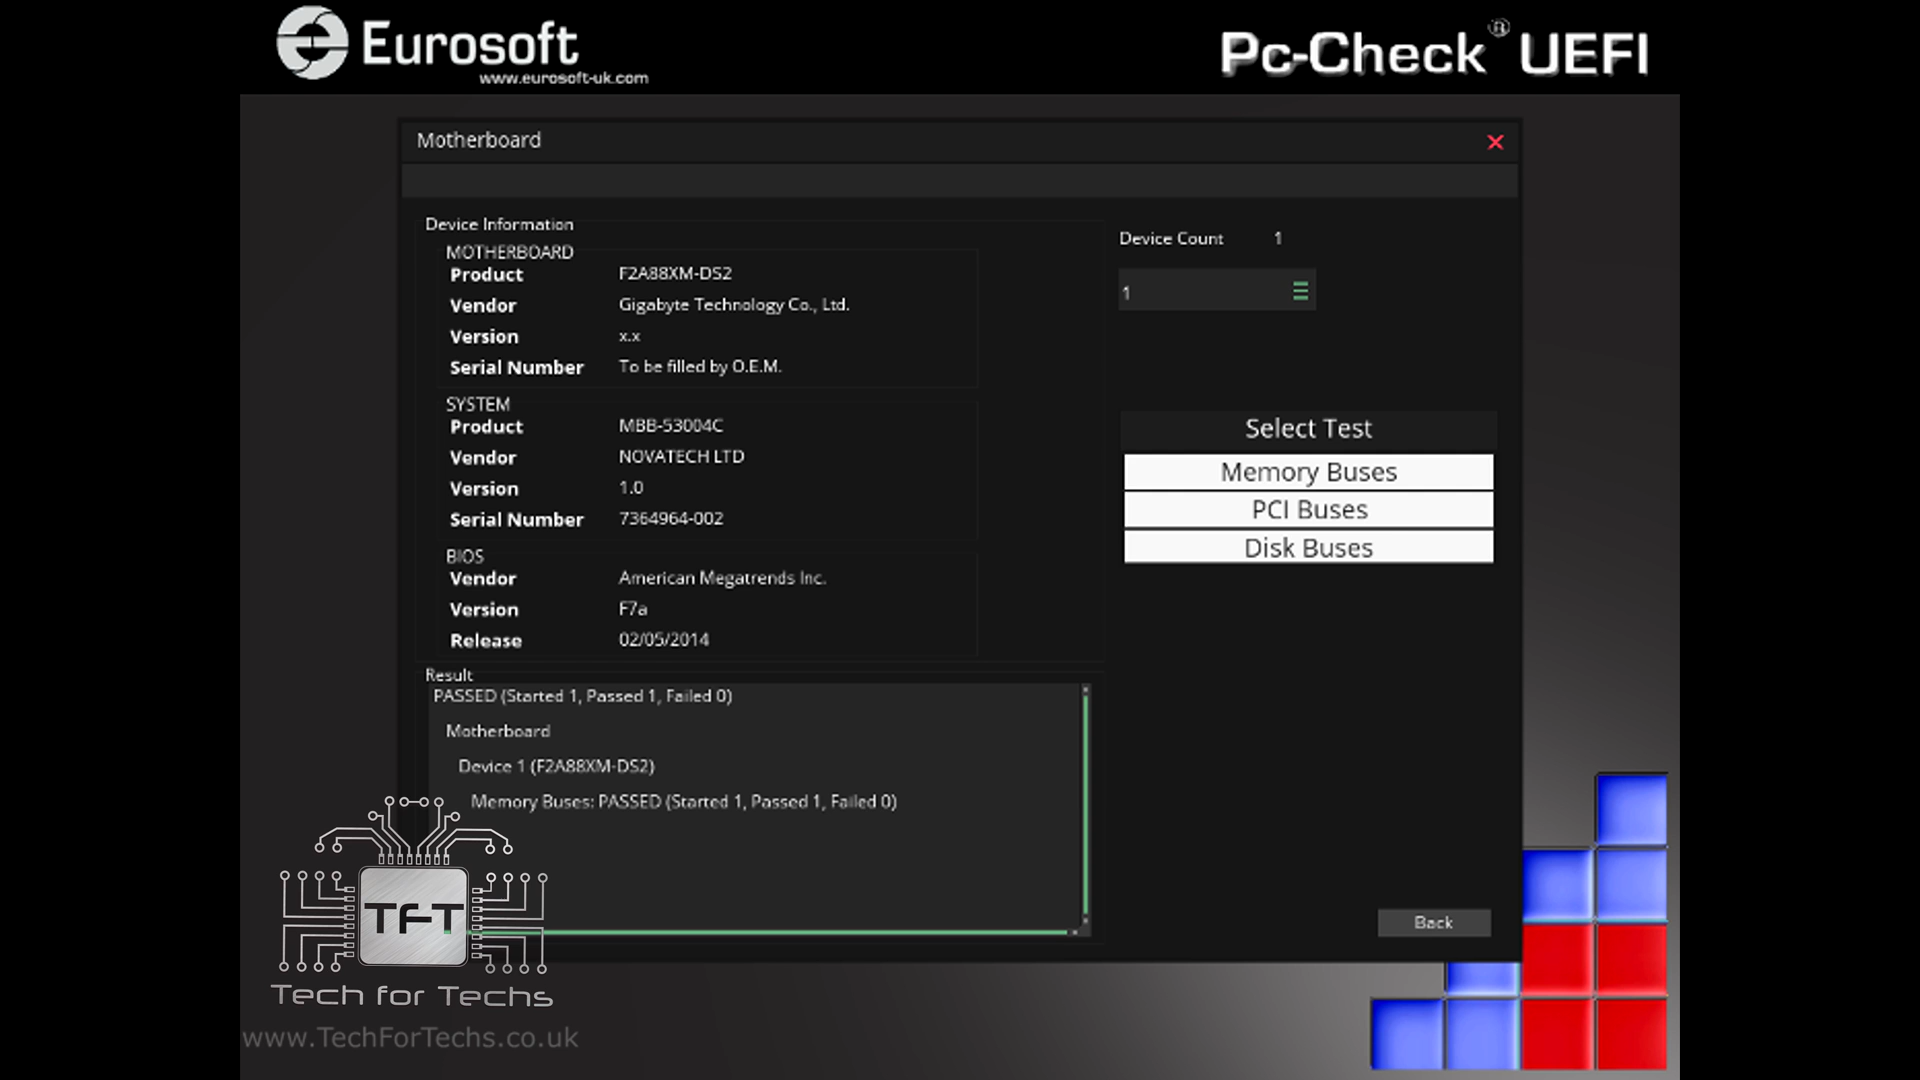 Eurosoft
www.eurosoft-uk.com
Pc-Check® UEFI
Motherboard
Device Information
MOTHERBOARD
Product F2A88XM-DS2
Vendor Gigabyte Technology Co., Ltd.
Version x.x
Serial Number To be filled by O.E.M.
SYSTEM
Product MBB-53004C
Vendor NOVATECH LTD
Version 1.0
Serial Number 7364964-002
BIOS
Vendor American Megatrends Inc.
Version F7a
Release 02/05/2014
Device Count 1
1
Select Test
Memory Buses
PCI Buses
Disk Buses
Result
PASSED (Started 1, Passed 1, Failed 0)
Motherboard
Device 1 (F2A88XM-DS2)
Memory Buses: PASSED (Started 1, Passed 1, Failed 0)
Back
TFT
Tech for Techs
www.TechForTechs.co.uk